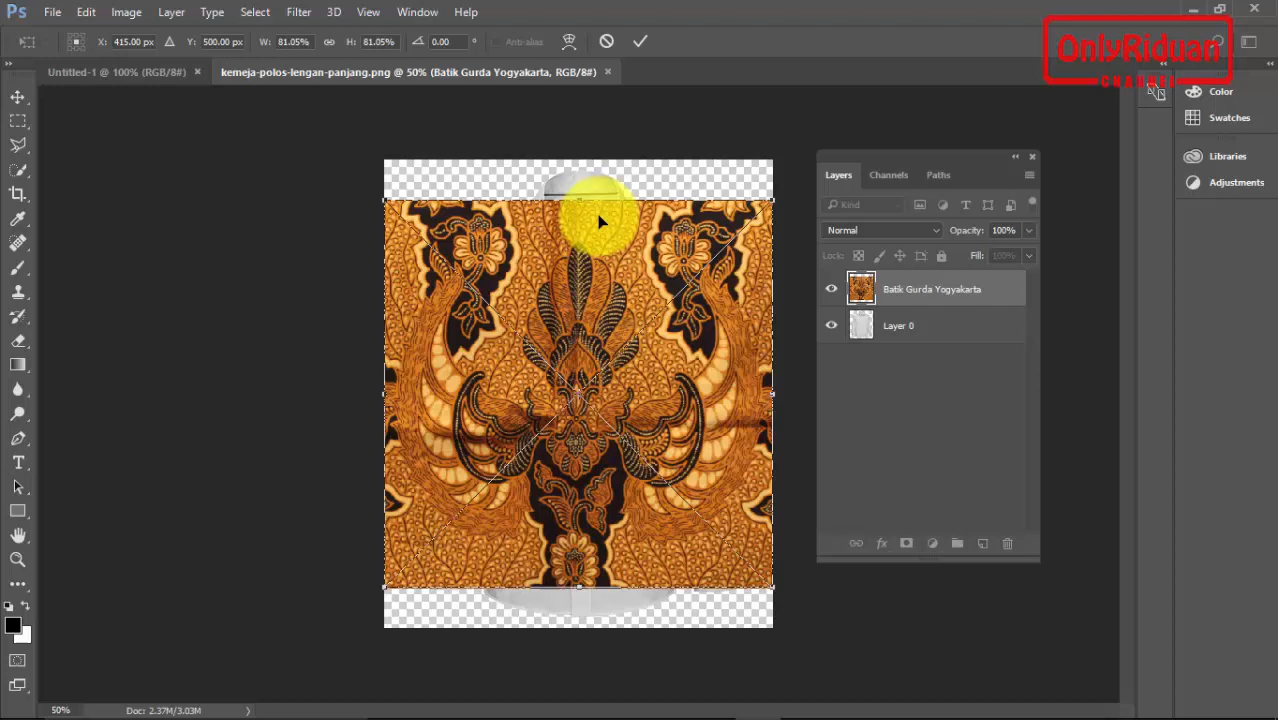 Ps File Edit Image Layer Type Select Filter 3D View Window Help
X: 415.00 px Y: 500.00 px W: 81.05% H: 81.05% 0.00 ° Anti-alias
OnlyRiduan
CHANNEL
Untitled-1 @ 100% (RGB/8#) × kemeja-polos-lengan-panjang.png @ 50% (Batik Gurda Yogyakarta, RGB/8#) ×
Color
Swatches
Libraries
Adjustments
Layers Channels Paths
Kind
Normal Opacity: 100%
Lock: Fill: 100%
Batik Gurda Yogyakarta
Layer 0
fx
50% Doc: 2.37M/3.03M